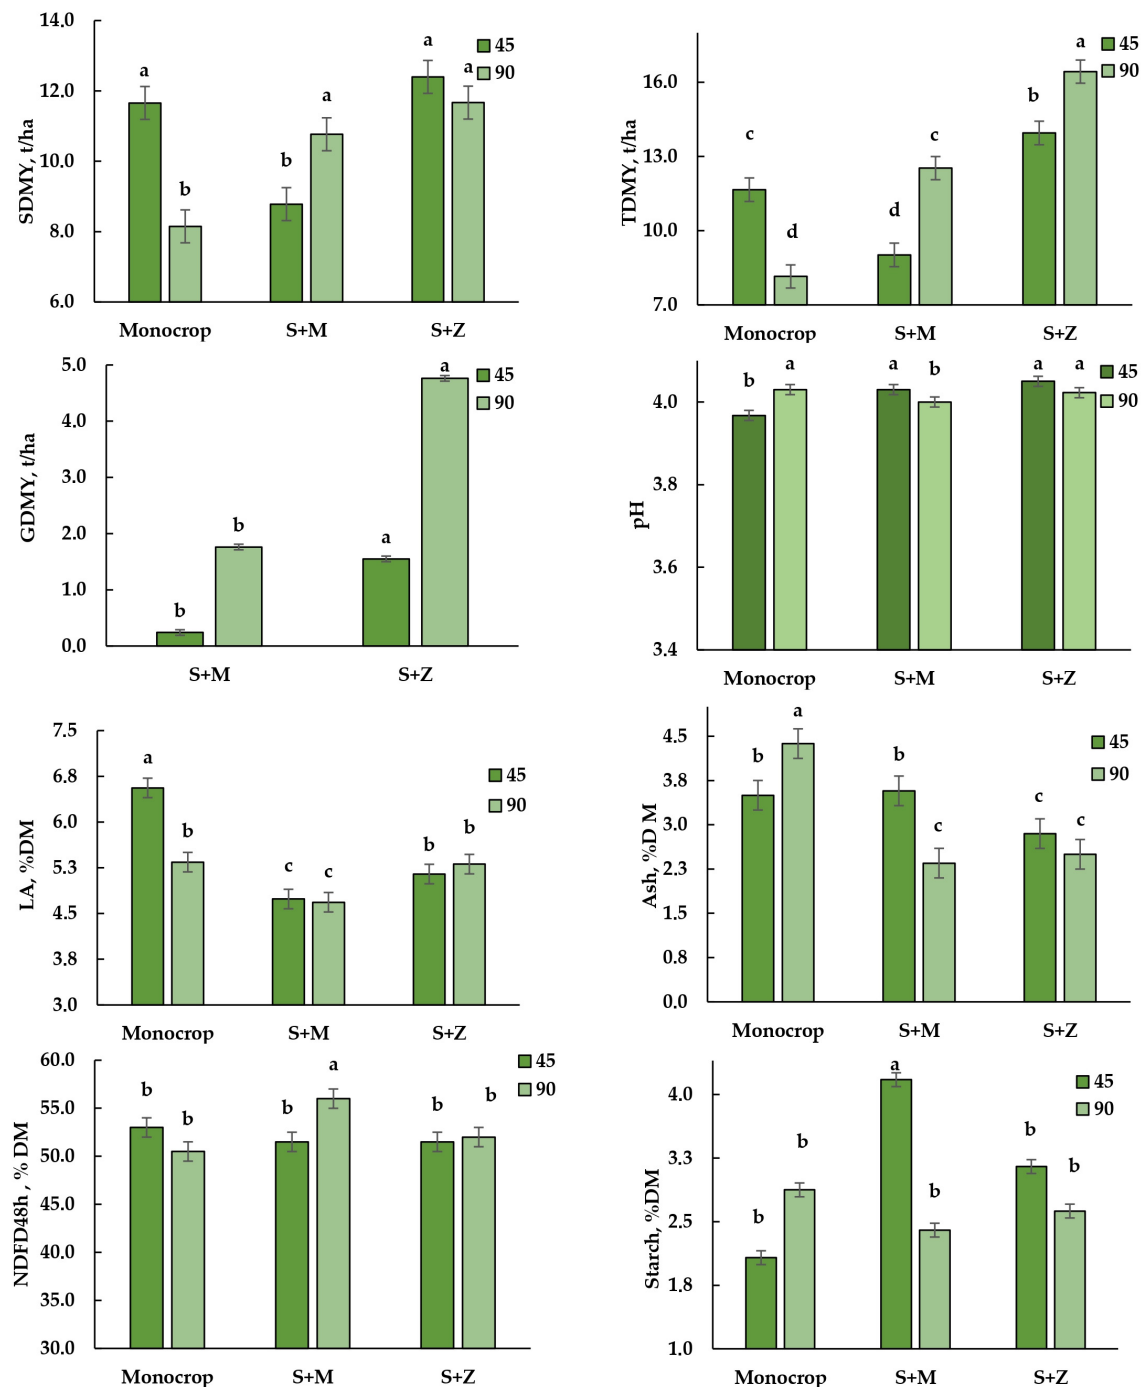 SDMY, t/ha
14.0
12.0
10.0
8.0
6.0
a
b
b
a
a
a
45
90
Monocrop
S+M
S+Z
TDMY, t/ha
16.0
13.0
10.0
7.0
c
d
d
c
b
a
45
90
Monocrop
S+M
S+Z
GDMY, t/ha
5.0
4.0
3.0
2.0
1.0
0.0
b
b
a
a
45
90
S+M
S+Z
pH
4.0
3.8
3.6
3.4
b
a
a
b
a
a
45
90
Monocrop
S+M
S+Z
LA, %DM
7.5
6.8
6.0
5.3
4.5
3.8
3.0
a
b
c
c
b
b
45
90
Monocrop
S+M
S+Z
Ash, %D M
4.5
3.8
3.0
2.3
1.5
0.8
0.0
b
a
b
c
c
c
45
90
Monocrop
S+M
S+Z
NDFD48h , % DM
60.0
55.0
50.0
45.0
40.0
35.0
30.0
b
b
b
a
b
b
45
90
Monocrop
S+M
S+Z
Starch, %DM
4.0
3.3
2.5
1.8
1.0
b
b
a
b
b
b
45
90
Monocrop
S+M
S+Z